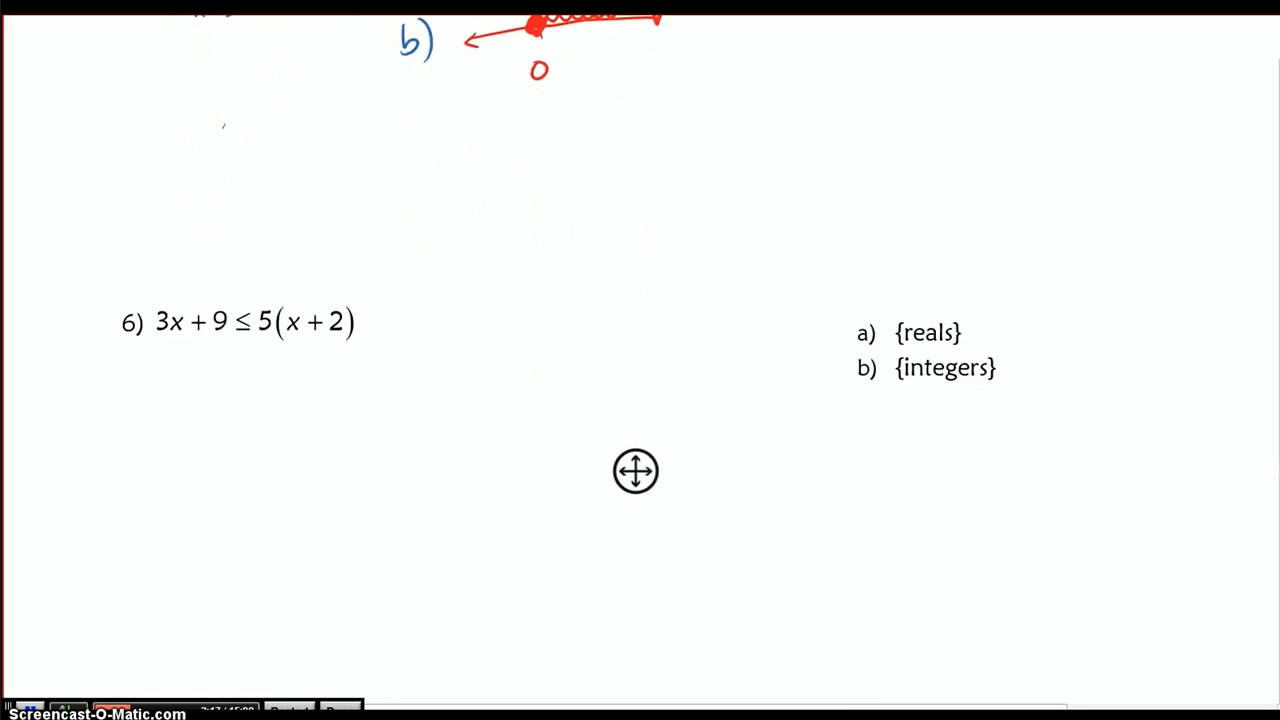 b)
0
6) 3x + 9 ≤ 5(x + 2)
a) {reals}
b) {integers}
Screencast-O-Matic.com